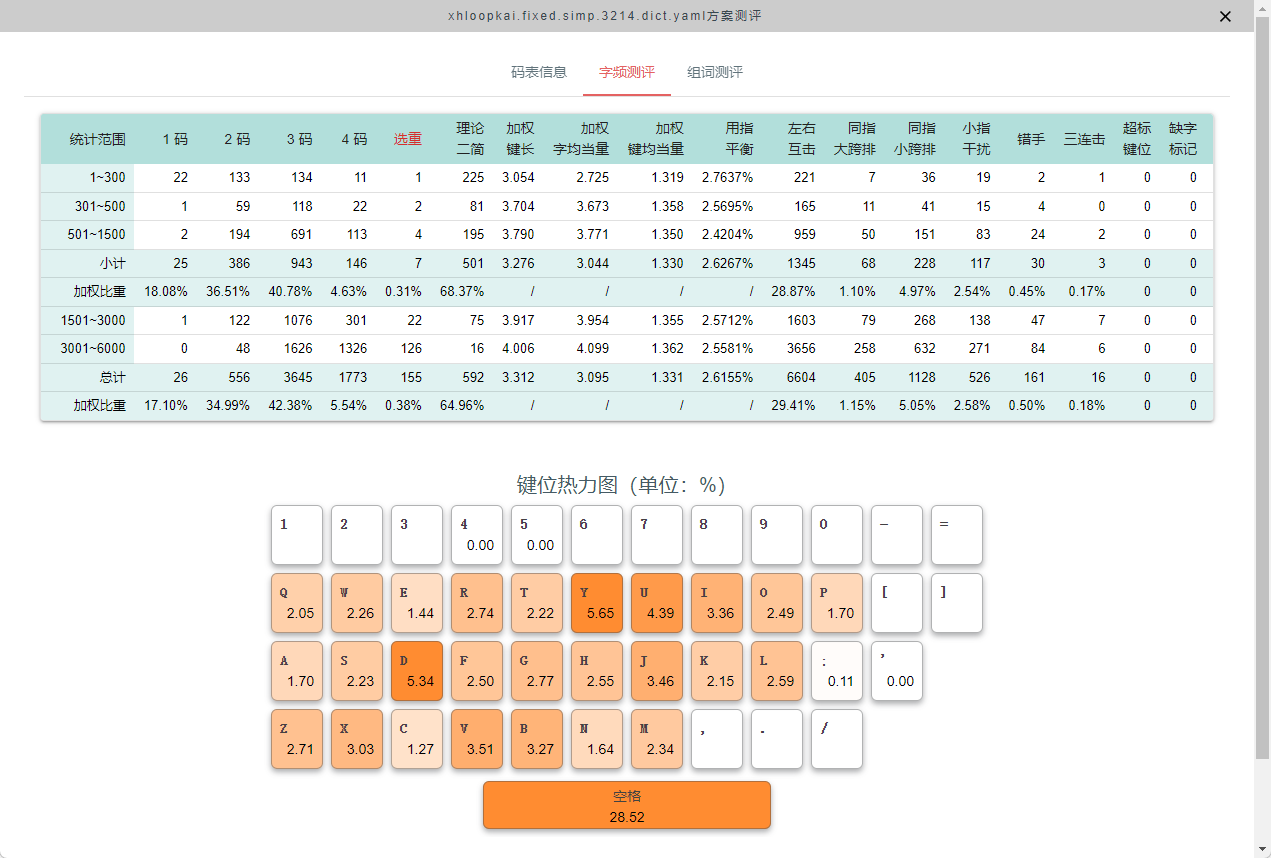 xhloopkai.fixed.simp.3214.dict.yaml方案测评
码表信息 字频测评 组词测评
统计范围 1 码 2 码 3 码 4 码 选重 理论二简 加权键长 加权字均当量 加权键均当量 用指平衡 左右互击 同指大跨排 同指小跨排 小指干扰 错手 三连击 超标键位 缺字标记
1~300 22 133 134 11 1 225 3.054 2.725 1.319 2.7637% 221 7 36 19 2 1 0 0
301~500 1 59 118 22 2 81 3.704 3.673 1.358 2.5695% 165 11 41 15 4 0 0 0
501~1500 2 194 691 113 4 195 3.790 3.771 1.350 2.4204% 959 50 151 83 24 2 0 0
小计 25 386 943 146 7 501 3.276 3.044 1.330 2.6267% 1345 68 228 117 30 3 0 0
加权比重 18.08% 36.51% 40.78% 4.63% 0.31% 68.37% / / / / 28.87% 1.10% 4.97% 2.54% 0.45% 0.17% 0 0
1501~3000 1 122 1076 301 22 75 3.917 3.954 1.355 2.5712% 1603 79 268 138 47 7 0 0
3001~6000 0 48 1626 1326 126 16 4.006 4.099 1.362 2.5581% 3656 258 632 271 84 6 0 0
总计 26 556 3645 1773 155 592 3.312 3.095 1.331 2.6155% 6604 405 1128 526 161 16 0 0
加权比重 17.10% 34.99% 42.38% 5.54% 0.38% 64.96% / / / / 29.41% 1.15% 5.05% 2.58% 0.50% 0.18% 0 0
键位热力图（单位：%）
1 2 3 4 5 6 7 8 9 0 - =
0.00 0.00
Q W E R T Y U I O P [ ]
2.05 2.26 1.44 2.74 2.22 5.65 4.39 3.36 2.49 1.70
A S D F G H J K L : ’
1.70 2.23 5.34 2.50 2.77 2.55 3.46 2.15 2.59 0.11 0.00
Z X C V B N M , . /
2.71 3.03 1.27 3.51 3.27 1.64 2.34
空格
28.52